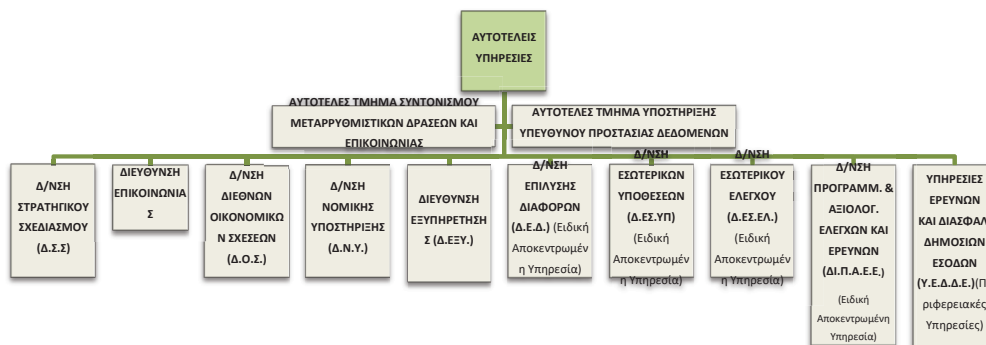 ΑΥΤΟΤΕΛΕΙΣ
ΥΠΗΡΕΣΙΕΣ
ΑΥΤΟΤΕΛΕΣ ΤΜΗΜΑ ΣΥΝΤΟΝΙΣΜΟΥ
ΜΕΤΑΡΡΥΘΜΙΣΤΙΚΩΝ ΔΡΑΣΕΩΝ ΚΑΙ
ΕΠΙΚΟΙΝΩΝΙΑΣ
ΑΥΤΟΤΕΛΕΣ ΤΜΗΜΑ ΥΠΟΣΤΗΡΙΞΗΣ
ΥΠΕΥΘΥΝΟΥ ΠΡΟΣΤΑΣΙΑΣ ΔΕΔΟΜΕΝΩΝ
Δ/ΝΣΗ
ΣΤΡΑΤΗΓΙΚΟΥ
ΣΧΕΔΙΑΣΜΟΥ
(Δ.Σ.Σ)
ΔΙΕΥΘΥΝΣΗ
ΕΠΙΚΟΙΝΩΝΙΑ
Σ
Δ/ΝΣΗ
ΔΙΕΘΝΩΝ
ΟΙΚΟΝΟΜΙΚΩ
Ν ΣΧΕΣΕΩΝ
(Δ.Ο.Σ.)
Δ/ΝΣΗ
ΝΟΜΙΚΗΣ
ΥΠΟΣΤΗΡΙΞΗΣ
(Δ.Ν.Υ.)
ΔΙΕΥΘΥΝΣΗ
ΕΞΥΠΗΡΕΤΗΣΗ
Σ (Δ.ΕΞΥ.)
Δ/ΝΣΗ
ΕΠΙΛΥΣΗΣ
ΔΙΑΦΟΡΩΝ
(Δ.Ε.Δ.) (Ειδική
Αποκεντρωμέν
η Υπηρεσία)
Δ/ΝΣΗ
ΕΣΩΤΕΡΙΚΩΝ
ΥΠΟΘΕΣΕΩΝ
(Δ.ΕΣ.ΥΠ)
(Ειδική
Αποκεντρωμέν
η Υπηρεσία)
Δ/ΝΣΗ
ΕΣΩΤΕΡΙΚΟΥ
ΕΛΕΓΧΟΥ
(Δ.ΕΣ.ΕΛ.)
(Ειδική
Αποκεντρωμέν
η Υπηρεσία)
Δ/ΝΣΗ
ΠΡΟΓΡΑΜΜ. &
ΑΞΙΟΛΟΓ.
ΕΛΕΓΧΩΝ ΚΑΙ
ΕΡΕΥΝΩΝ
(ΔΙ.Π.Α.Ε.Ε.)
(Ειδική
Αποκεντρωμένη
Υπηρεσία)
ΥΠΗΡΕΣΙΕΣ
ΕΡΕΥΝΩΝ
ΚΑΙ ΔΙΑΣΦΑΛ
ΔΗΜΟΣΙΩΝ
ΕΣΟΔΩΝ
(Υ.Ε.Δ.Δ.Ε.)(Π
ριφερειακές
Υπηρεσίες)